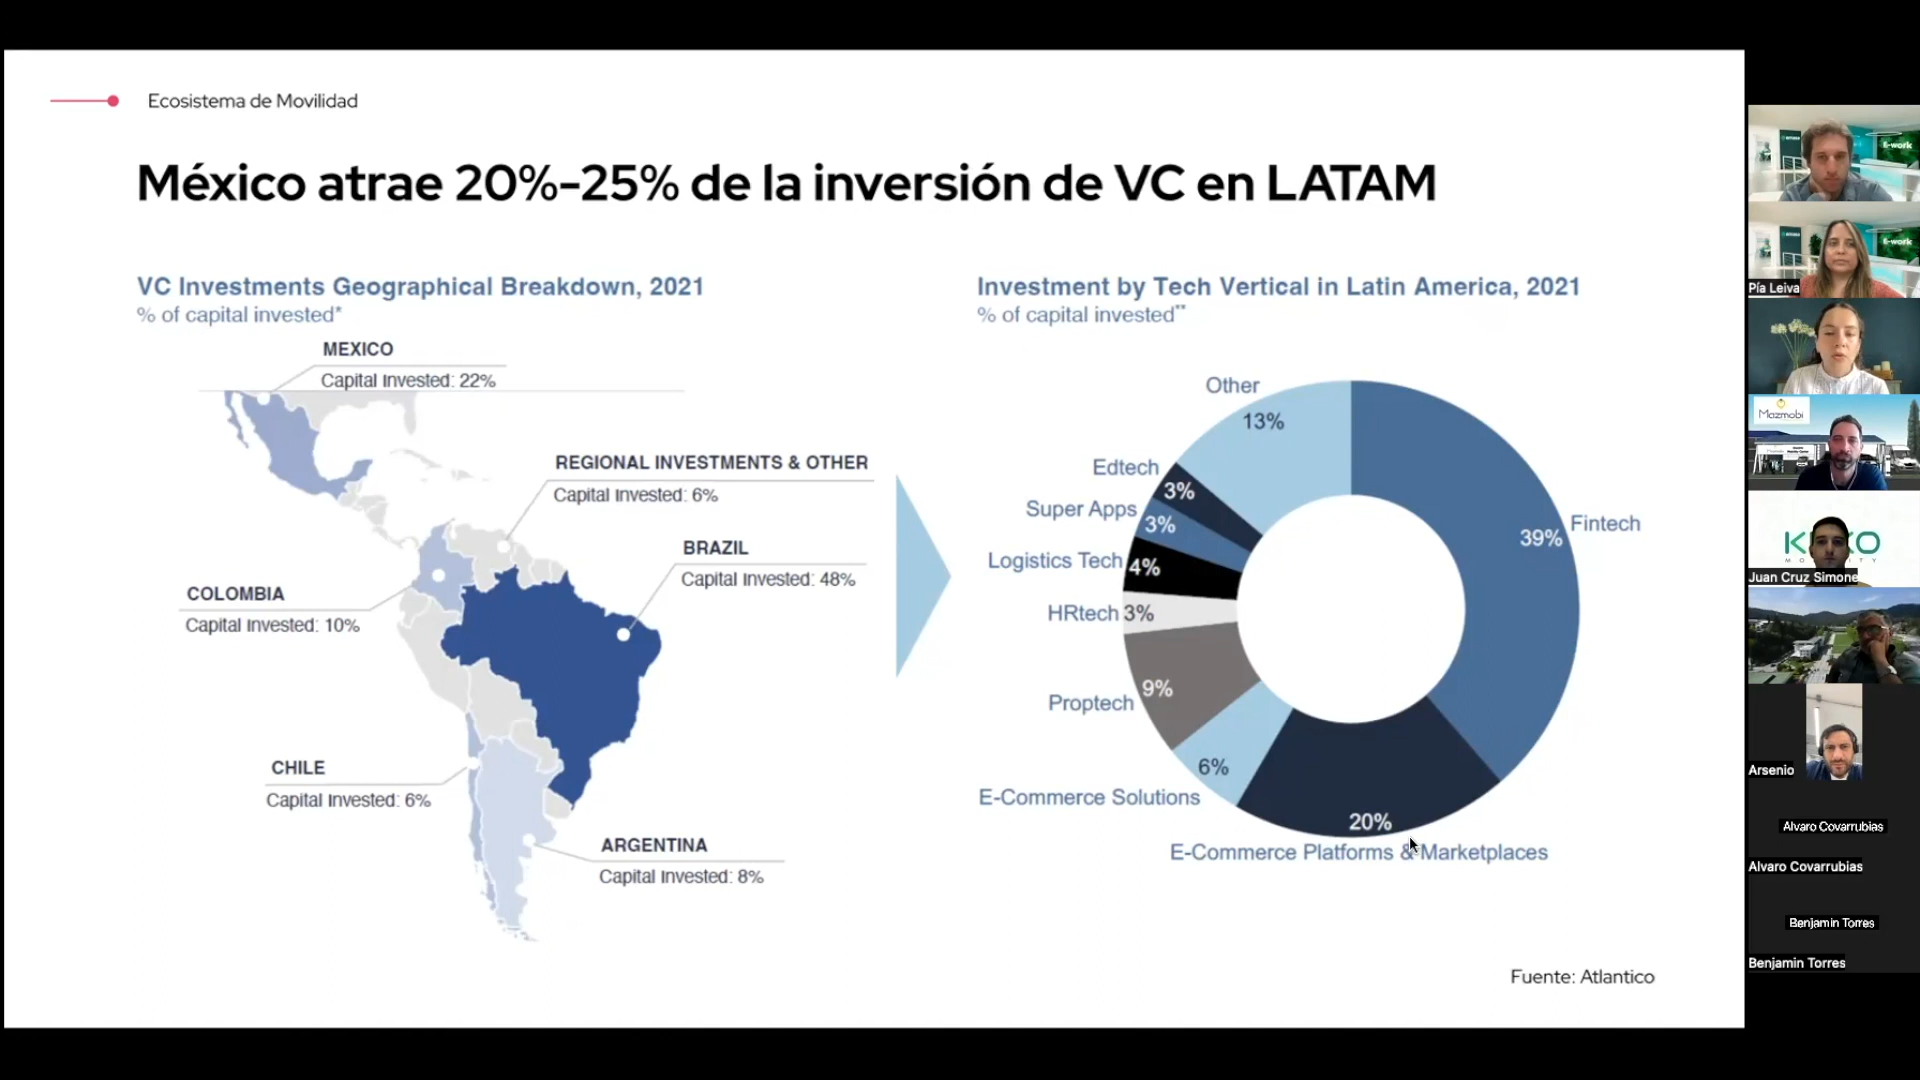 Ecosistema de Movilidad
México atrae 20%-25% de la inversión de VC en LATAM
VC Investments Geographical Breakdown, 2021
% of capital invested*
MEXICO
Capital Invested: 22%
REGIONAL INVESTMENTS & OTHER
Capital Invested: 6%
BRAZIL
Capital Invested: 48%
COLOMBIA
Capital Invested: 10%
CHILE
Capital Invested: 6%
ARGENTINA
Capital Invested: 8%
Investment by Tech Vertical in Latin America, 2021
% of capital invested**
Other
13%
Edtech
3%
Super Apps
3%
Logistics Tech
4%
HRtech
3%
Proptech
9%
E-Commerce Solutions
6%
E-Commerce Platforms & Marketplaces
20%
Fintech
39%
Fuente: Atlantico
E-work
E-work
Pía Leiva
Mazmobi
Juan Cruz Simone
Arsenio
Alvaro Covarrubias
Alvaro Covarrubias
Benjamin Torres
Benjamin Torres